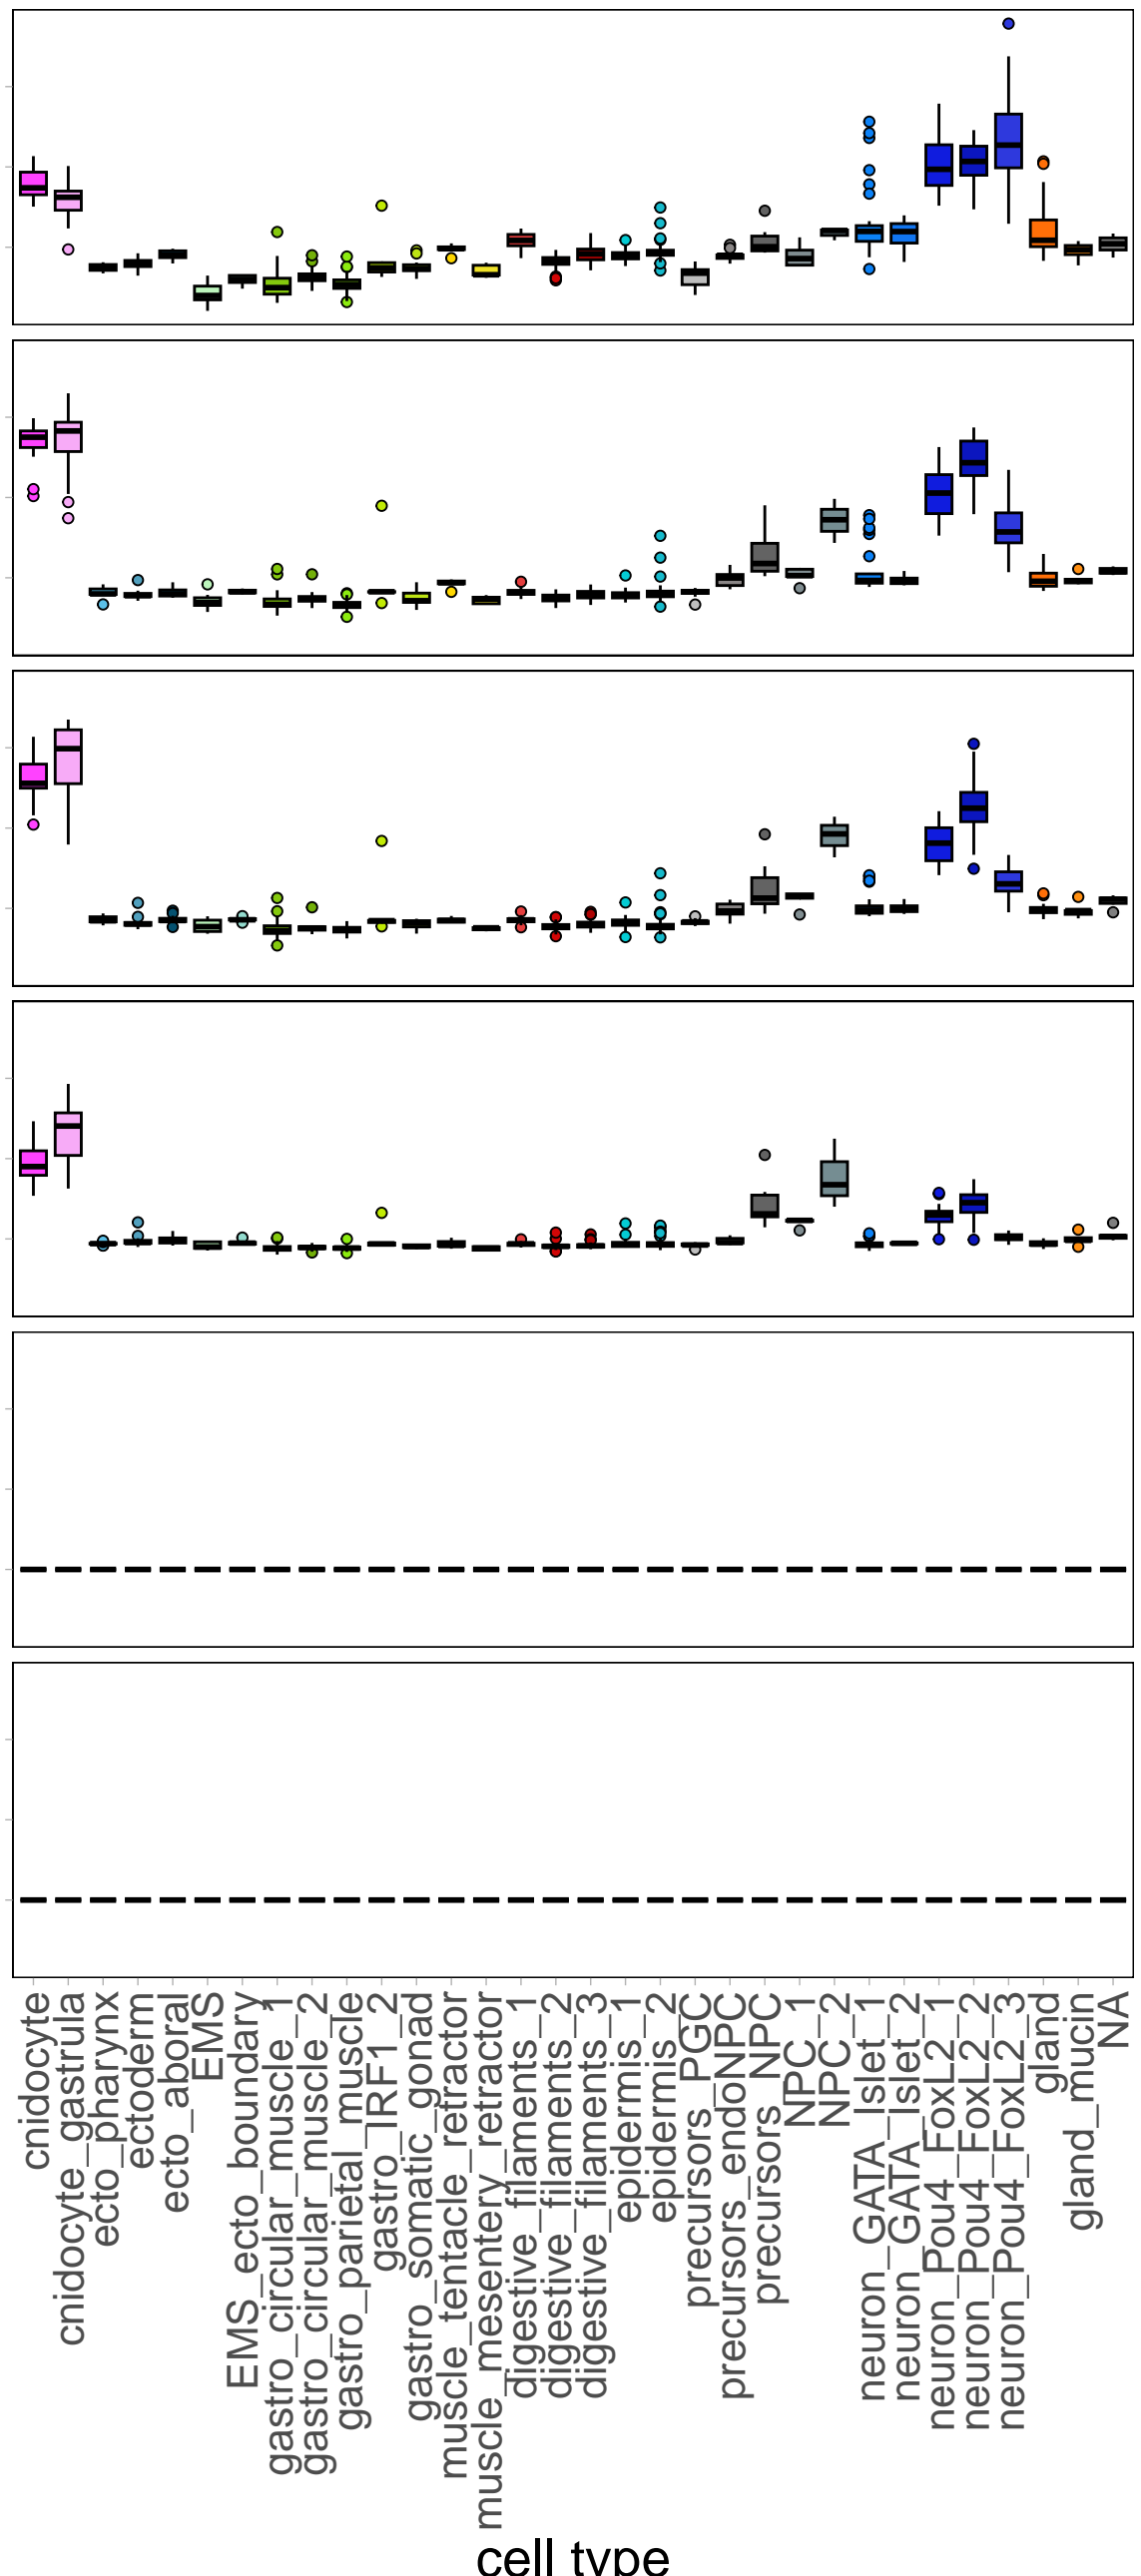 cnidocyte
cnidocyte_gastrula
ecto_pharynx
ectoderm
ecto_aboral
EMS
EMS_ecto_boundary
gastro_circular_muscle_1
gastro_circular_muscle_2
gastro_parietal_muscle
gastro_IRF1_2
gastro_somatic_gonad
muscle_tentacle_retractor
muscle_mesentery_retractor
digestive_filaments_1
digestive_filaments_2
digestive_filaments_3
epidermis_1
epidermis_2
precursors_PGC
precursors_endoNPC
precursors_NPC
NPC_1
NPC_2
neuron_GATA_Islet_1
neuron_GATA_Islet_2
neuron_Pou4_FoxL2_1
neuron_Pou4_FoxL2_2
neuron_Pou4_FoxL2_3
gland
gland_mucin
NA
cell type